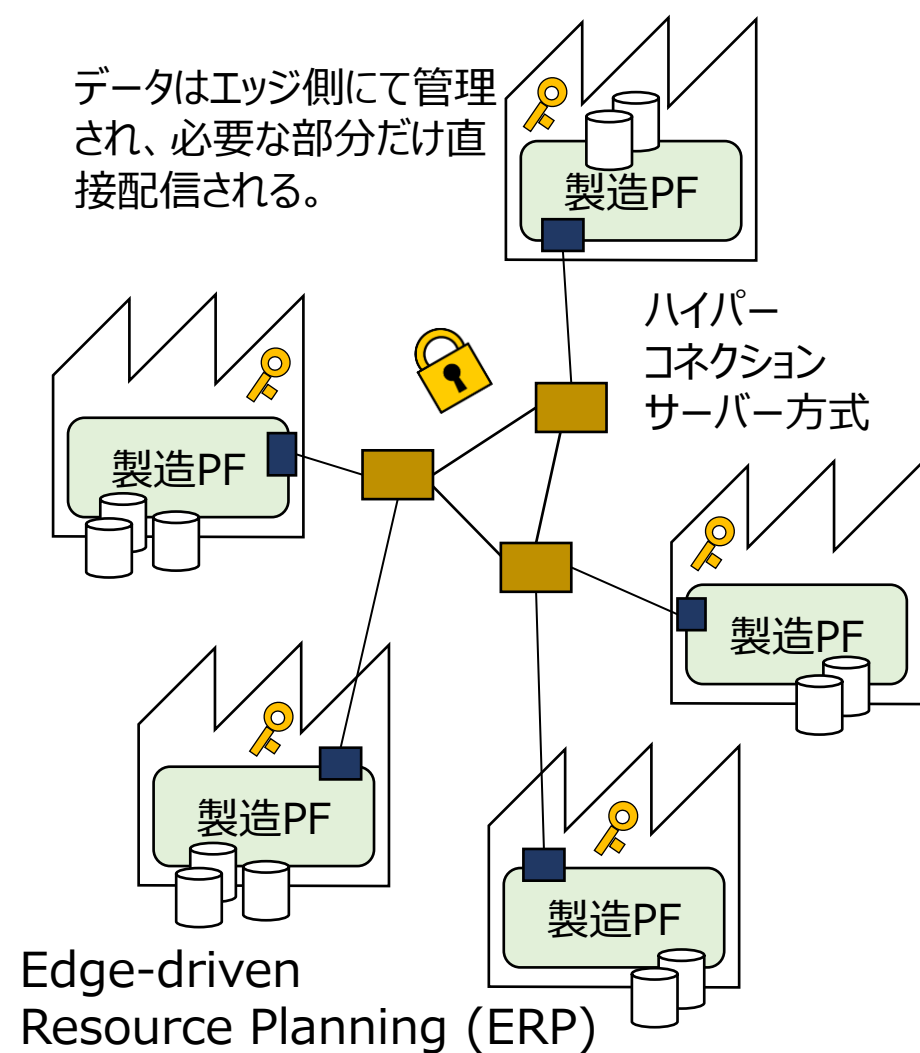 データはエッジ側にて管理
され、必要な部分だけ直
接配信される。
製造PF
ハイパー
コネクション
サーバー方式
製造PF
製造PF
製造PF
製造PF
Edge-driven
Resource Planning (ERP)